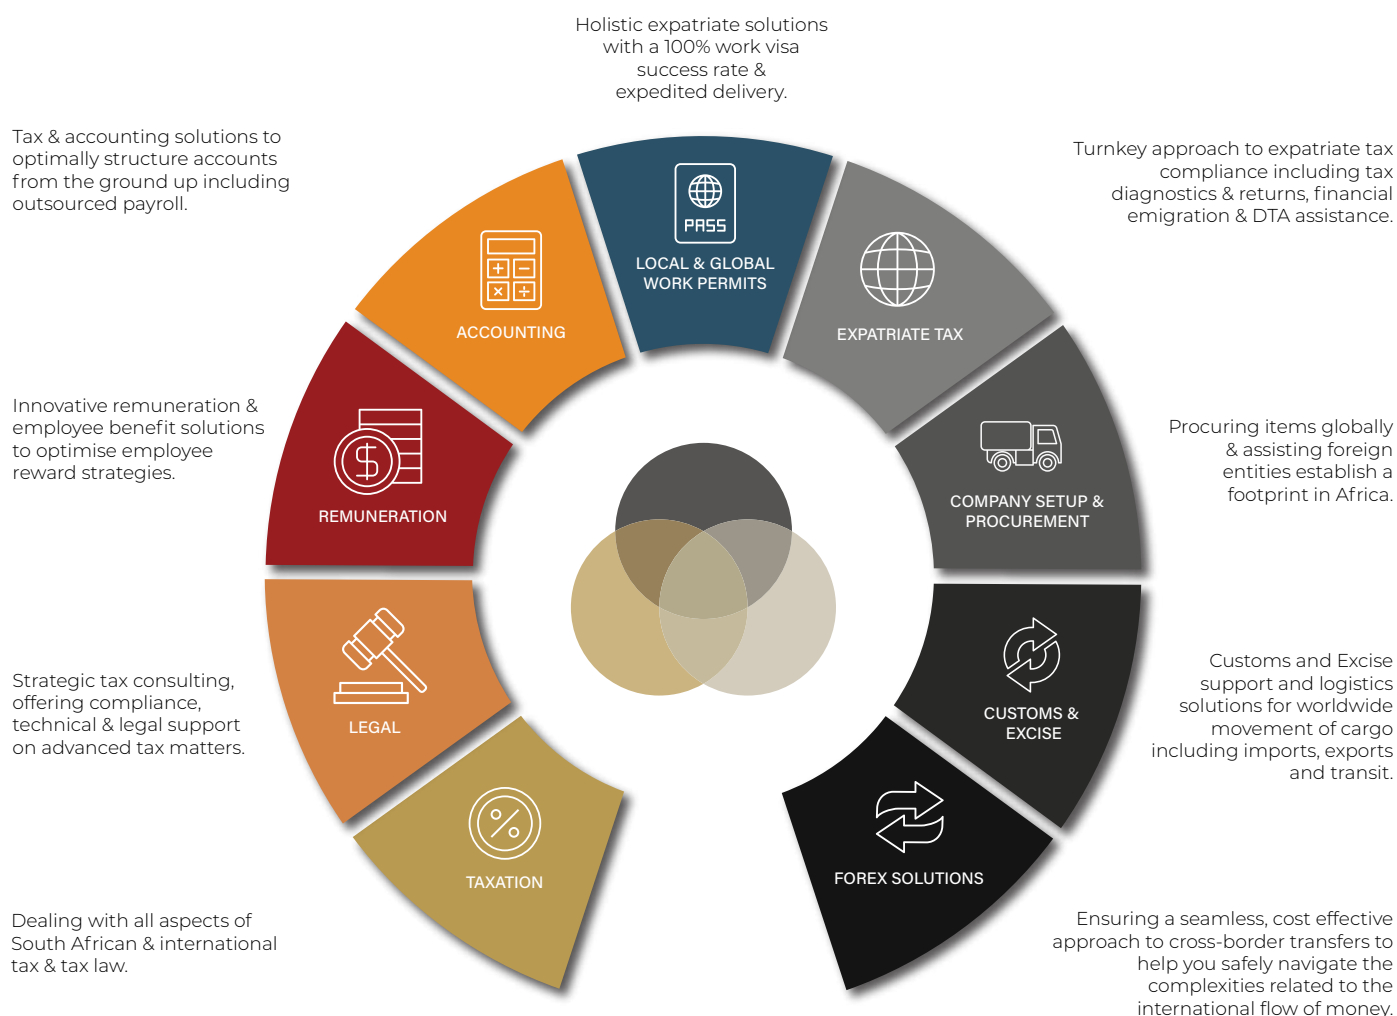 Holistic expatriate solutions
with a 100% work visa
success rate &
expedited delivery.
Tax & accounting solutions to
optimally structure accounts
from the ground up including
outsourced payroll.
Turnkey approach to expatriate tax
compliance including tax
diagnostics & returns, financial
emigration & DTA assistance.
PASS
LOCAL & GLOBAL
WORK PERMITS
ACCOUNTING
EXPATRIATE TAX
Innovative remuneration &
employee benefit solutions
to optimise employee
reward strategies.
$
REMUNERATION
COMPANY SETUP &
PROCUREMENT
Procuring items globally
& assisting foreign
entities establish a
footprint in Africa.
Strategic tax consulting,
offering compliance,
technical & legal support
on advanced tax matters.
LEGAL
CUSTOMS &
EXCISE
Customs and Excise
support and logistics
solutions for worldwide
movement of cargo
including imports, exports
and transit.
%
TAXATION
FOREX SOLUTIONS
Dealing with all aspects of
South African & international
tax & tax law.
Ensuring a seamless, cost effective
approach to cross-border transfers to
help you safely navigate the
complexities related to the
international flow of money.